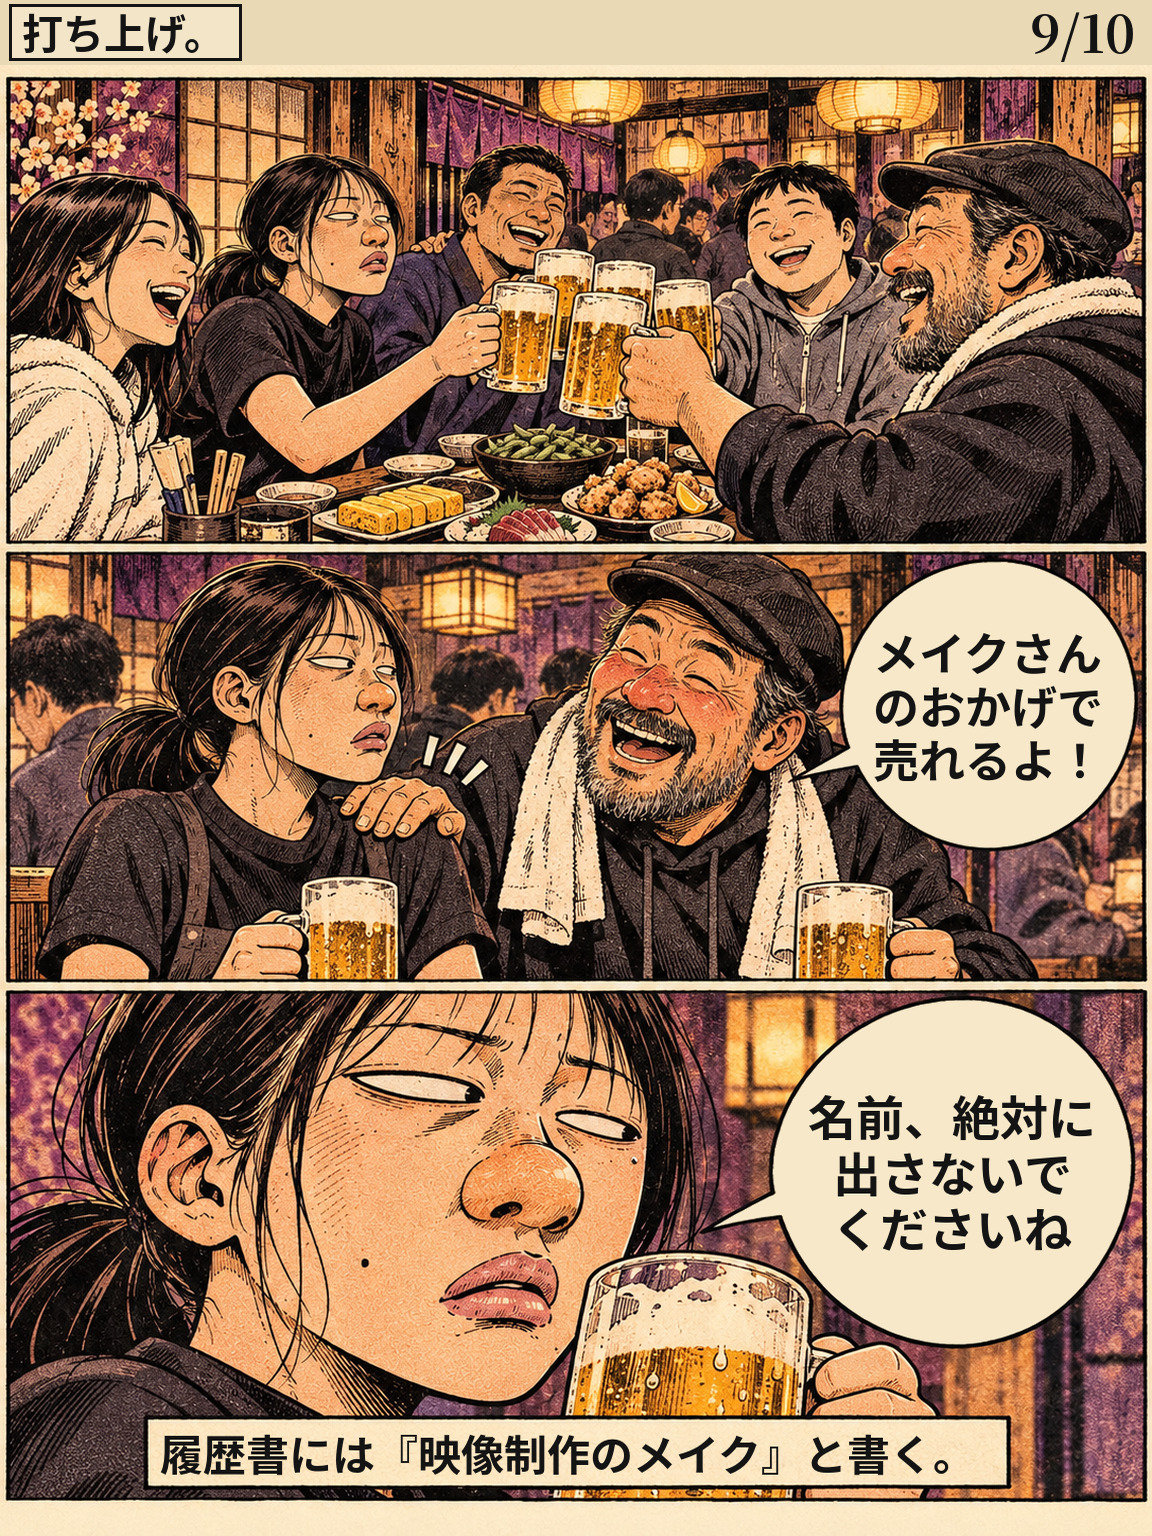 打ち上げ。
9/10
メイクさん
のおかげで
売れるよ！
名前、絶対に
出さないで
くださいね
履歴書には『映像制作のメイク』と書く。